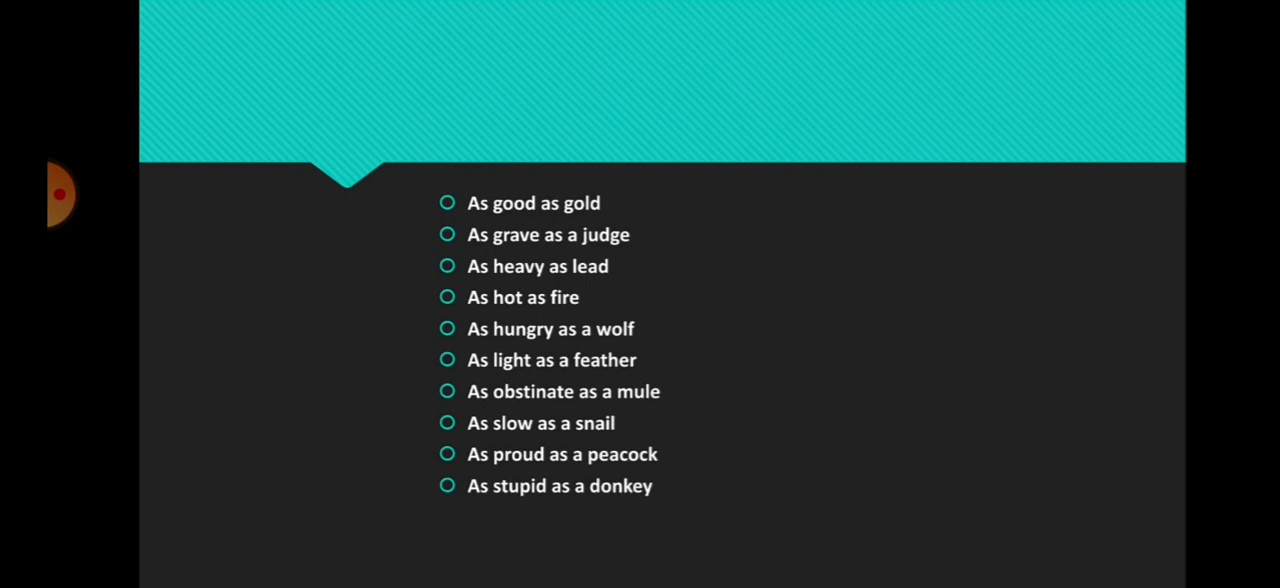 As good as gold
As grave as a judge
As heavy as lead
As hot as fire
As hungry as a wolf
As light as a feather
As obstinate as a mule
As slow as a snail
As proud as a peacock
As stupid as a donkey